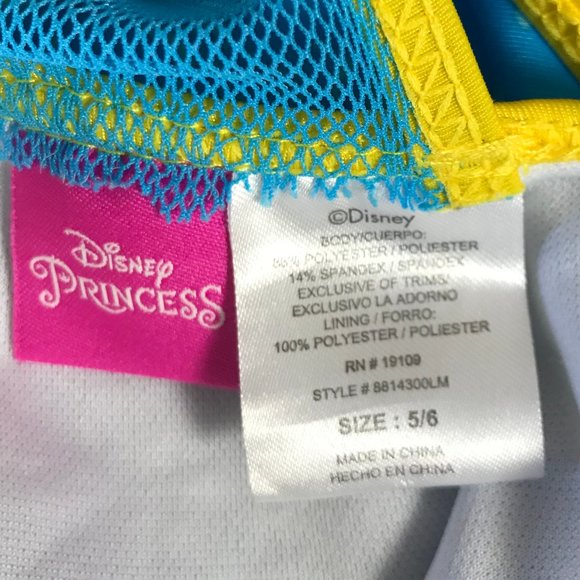 Disney
PRINCESS
©Disney
BODY/CUERPO:
86% POLYESTER / POLIESTER
14% SPANDEX / SPANDEX
EXCLUSIVE OF TRIMS/
EXCLUSIVO LA ADORNO
LINING / FORRO:
100% POLYESTER / POLIESTER
RN # 19109
STYLE # 8814300LM
SIZE : 5/6
MADE IN CHINA
HECHO EN CHINA